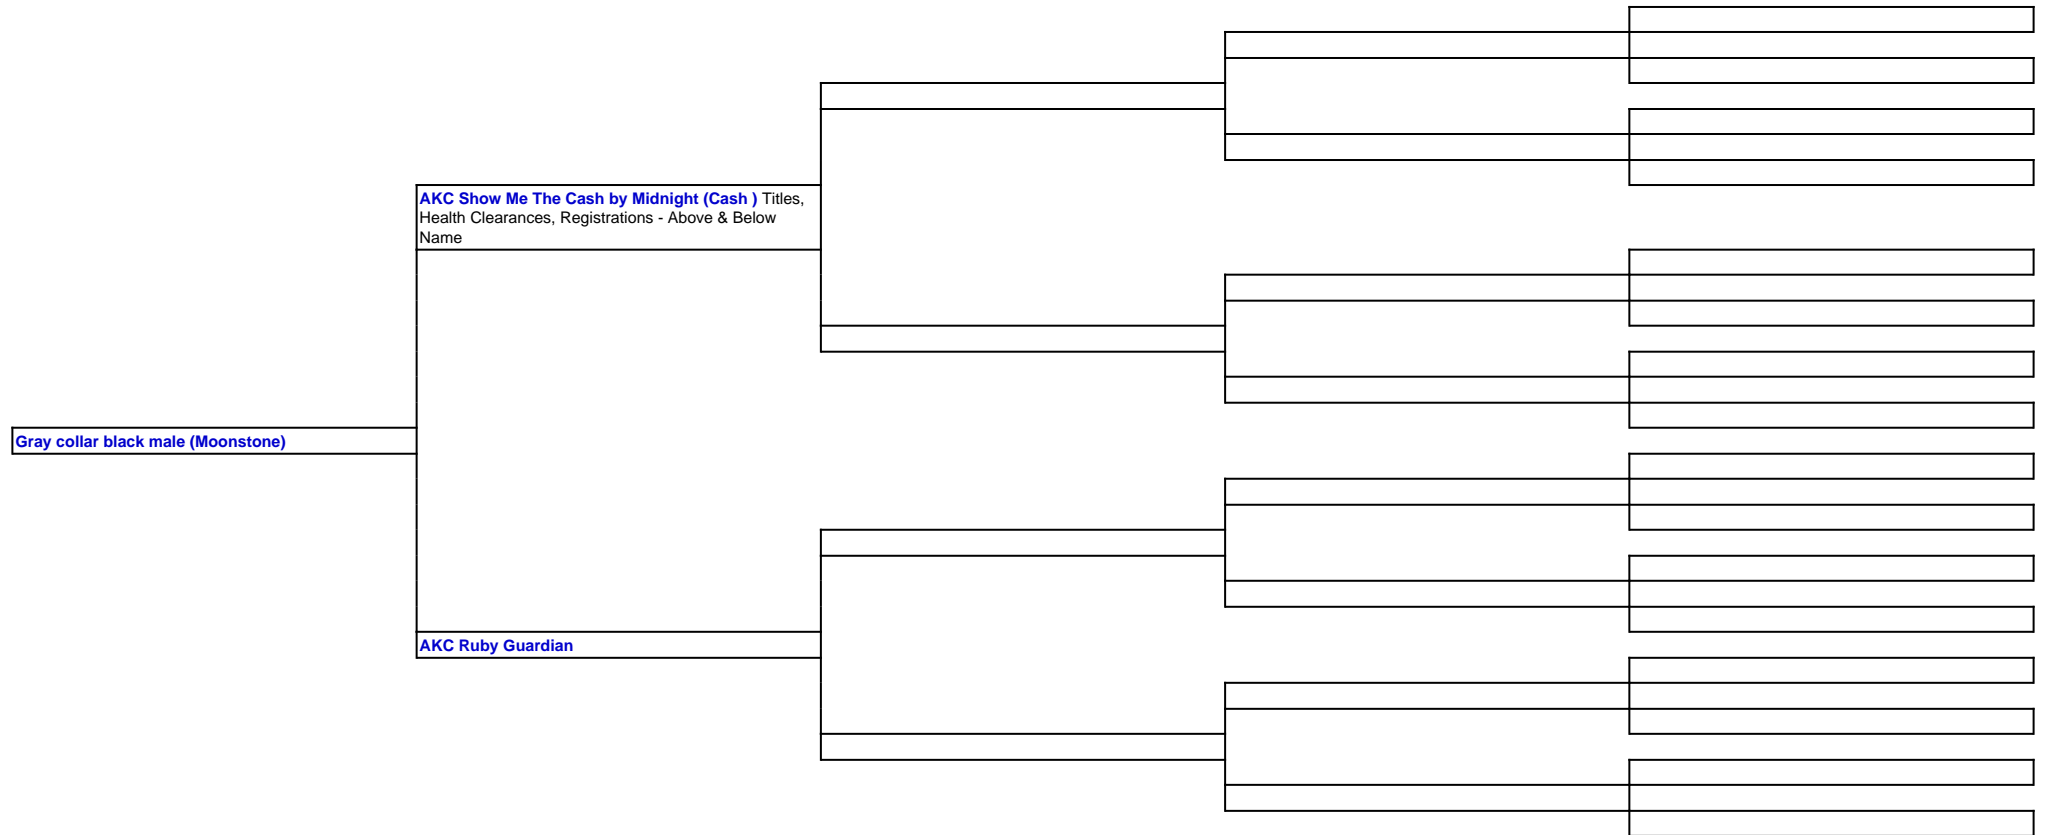 AKC Show Me The Cash by Midnight (Cash ) Titles,
Health Clearances, Registrations - Above & Below
Name
Gray collar black male (Moonstone)
AKC Ruby Guardian